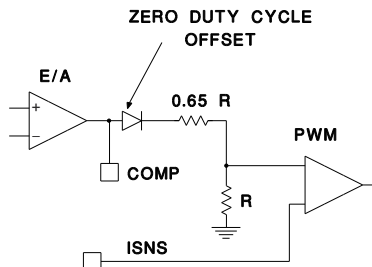 ZERO DUTY CYCLE
OFFSET
E/A
0.65 R
+
−
PWM
COMP
R
ISNS